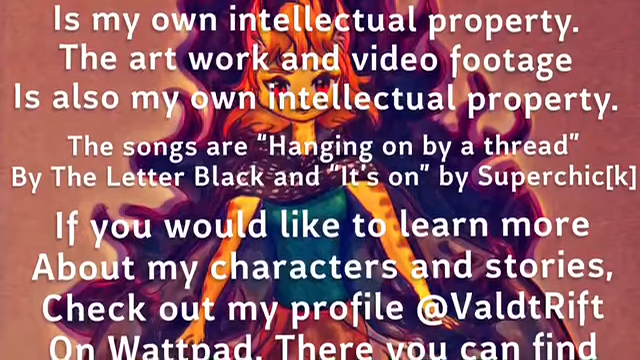 Is my own intellectual property.
The art work and video footage
Is also my own intellectual property.
The songs are “Hanging on by a thread”
By The Letter Black and “It's on” by Superchic[k]
If you would like to learn more
About my characters and stories,
Check out my profile @ValdtRift
On Wattpad. There you can find